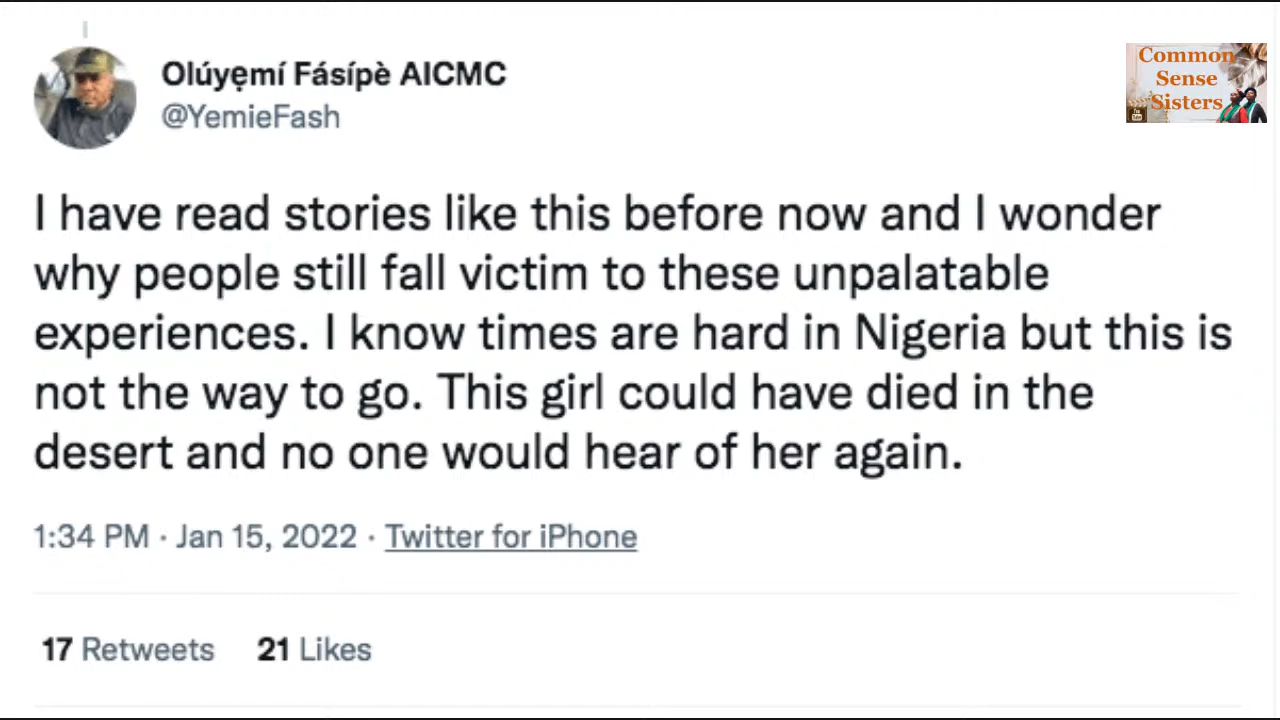 Olúyẹmí Fásípè AICMC
@YemieFash
Common
Sense
Sisters
I have read stories like this before now and I wonder
why people still fall victim to these unpalatable
experiences. I know times are hard in Nigeria but this is
not the way to go. This girl could have died in the
desert and no one would hear of her again.
1:34 PM · Jan 15, 2022 · Twitter for iPhone
17 Retweets 21 Likes